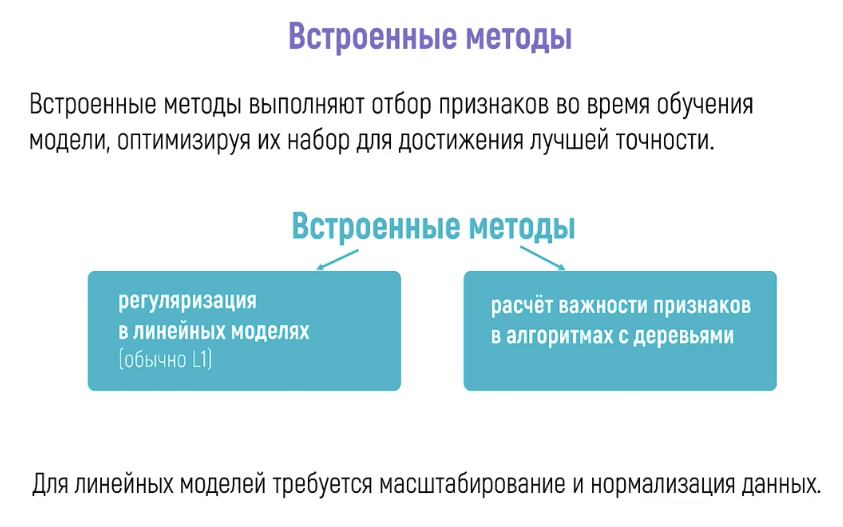 Встроенные методы
Встроенные методы выполняют отбор признаков во время обучения
модели, оптимизируя их набор для достижения лучшей точности.
Встроенные методы
регуляризация
в линейных моделях
(обычно L1)
расчёт важности признаков
в алгоритмах с деревьями
Для линейных моделей требуется масштабирование и нормализация данных.